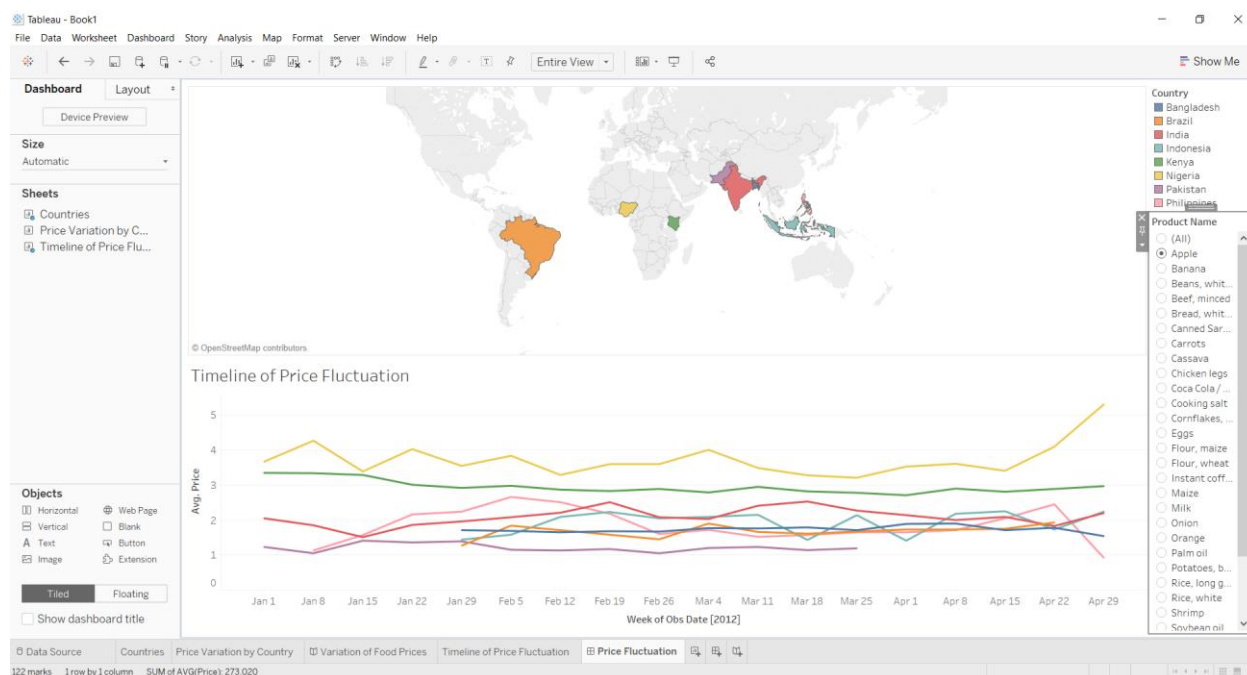 Tableau - Book1
File Data Worksheet Dashboard Story Analysis Map Format Server Window Help
Entire View
Show Me
Dashboard
Layout
Device Preview
Size
Automatic
Sheets
Countries
Price Variation by C...
Timeline of Price Flu...
Objects
Horizontal
Web Page
Vertical
Blank
A Text
Button
Image
Extension
Tiled
Floating
Show dashboard title
© OpenStreetMap contributors
Country
Bangladesh
Brazil
India
Indonesia
Kenya
Nigeria
Pakistan
Philippines
Product Name
(All)
Apple
Banana
Beans, whit...
Beef, minced
Bread, whit...
Canned Sar...
Carrots
Cassava
Chicken legs
Coca Cola / ...
Cooking salt
Cornflakes, ...
Eggs
Flour, maize
Flour, wheat
Instant coff...
Maize
Milk
Onion
Orange
Palm oil
Potatoes, b...
Rice, long g...
Rice, white
Shrimp
Soybean oil
Timeline of Price Fluctuation
Avg. Price
5
4
3
2
1
0
Jan 1 Jan 8 Jan 15 Jan 22 Jan 29 Feb 5 Feb 12 Feb 19 Feb 26 Mar 4 Mar 11 Mar 18 Mar 25 Apr 1 Apr 8 Apr 15 Apr 22 Apr 29
Week of Obs Date [2012]
Data Source Countries Price Variation by Country Variation of Food Prices Timeline of Price Fluctuation Price Fluctuation
122 marks 1 row by 1 column SUM of AVG(Price): 273.020